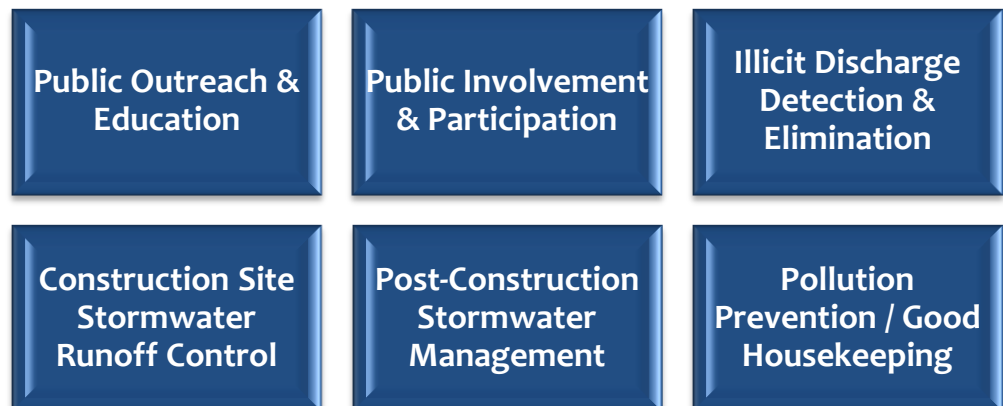 Public Outreach &
Education
Public Involvement
& Participation
Illicit Discharge
Detection &
Elimination
Construction Site
Stormwater
Runoff Control
Post-Construction
Stormwater
Management
Pollution
Prevention / Good
Housekeeping